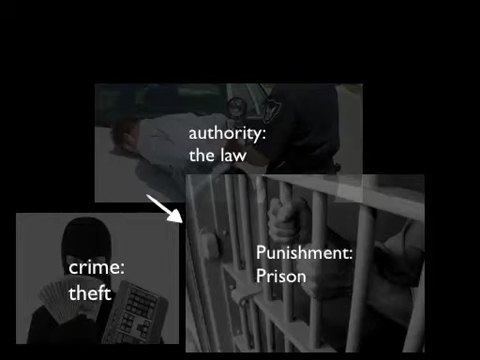 authority:
the law
crime:
theft
Punishment:
Prison